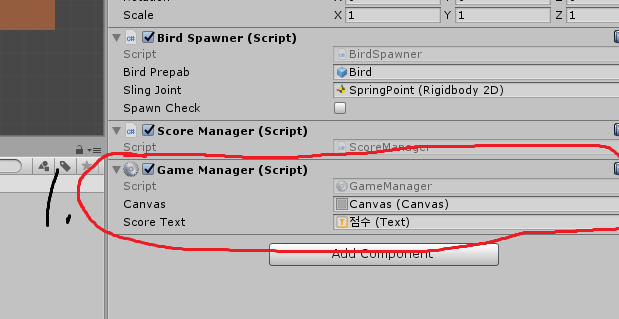 Scale X 1 Y 1 Z 1
Bird Spawner (Script)
Script BirdSpawner
Bird Prepab Bird
Sling Joint SpringPoint (Rigidbody 2D)
Spawn Check
Score Manager (Script)
Script ScoreManager
Game Manager (Script)
Script GameManager
Canvas Canvas (Canvas)
Score Text 점수 (Text)
1.
Add Component